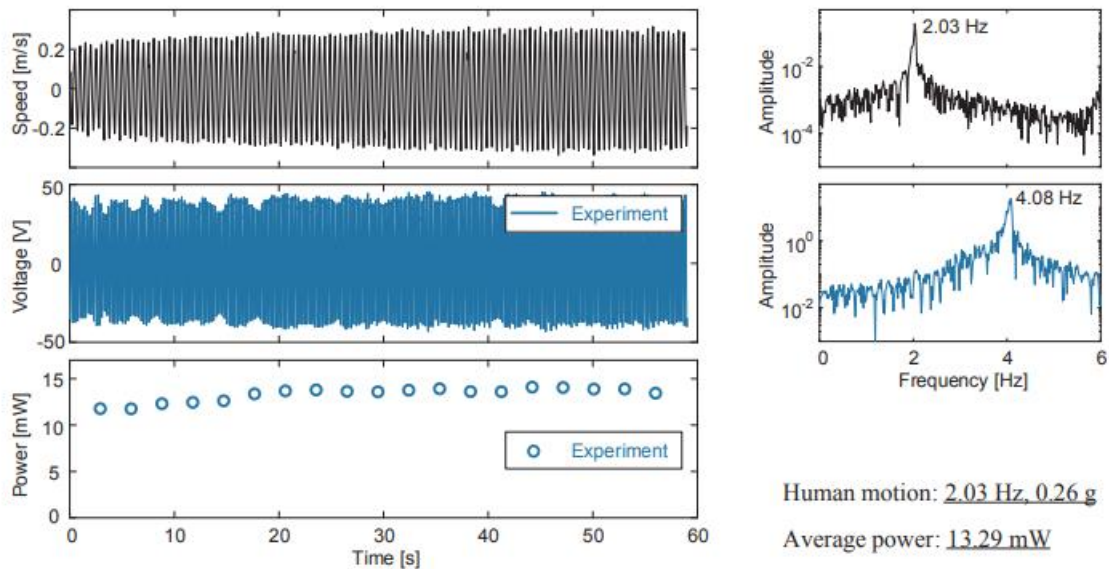 Speed [m/s]
0.2
0
-0.2
Voltage [V]
50
0
-50
Experiment
Power [mW]
15
10
5
0
Experiment
0 10 20 30 40 50 60
Time [s]
Amplitude
10-2
10-4
2.03 Hz
Amplitude
100
10-2
4.08 Hz
0 2 4 6
Frequency [Hz]
Human motion: 2.03 Hz, 0.26 g
Average power: 13.29 mW